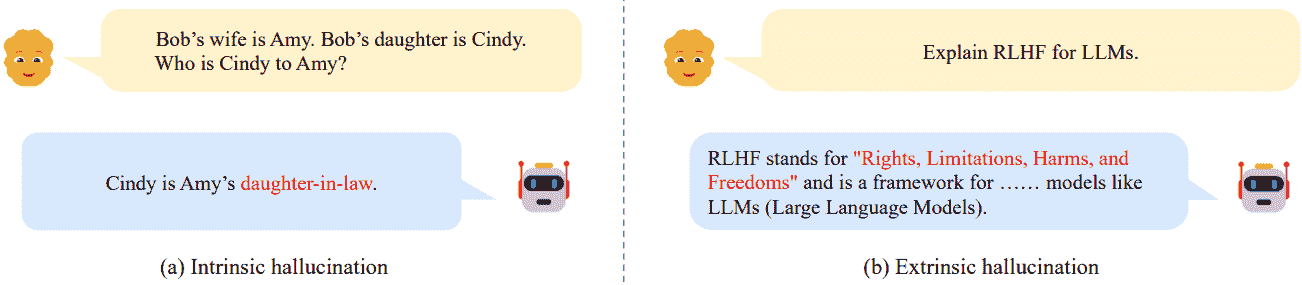 Bob's wife is Amy. Bob's daughter is Cindy.
Who is Cindy to Amy?
Cindy is Amy's daughter-in-law.
(a) Intrinsic hallucination
Explain RLHF for LLMs.
RLHF stands for "Rights, Limitations, Harms, and
Freedoms" and is a framework for …… models like
LLMs (Large Language Models).
(b) Extrinsic hallucination